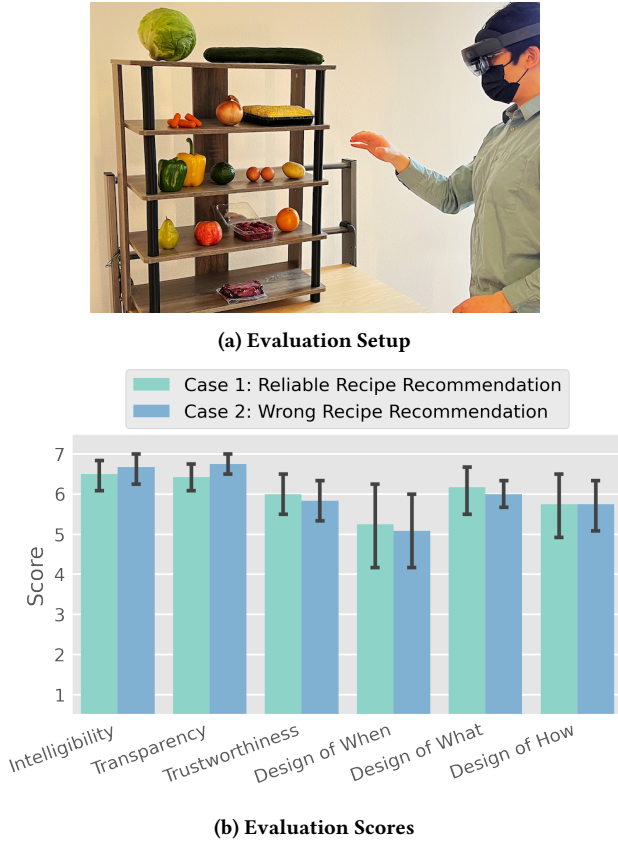 (a) Evaluation Setup
Case 1: Reliable Recipe Recommendation
Case 2: Wrong Recipe Recommendation
7
6
5
4
3
2
1
Score
Intelligibility
Transparency
Trustworthiness
Design of When
Design of What
Design of How
(b) Evaluation Scores